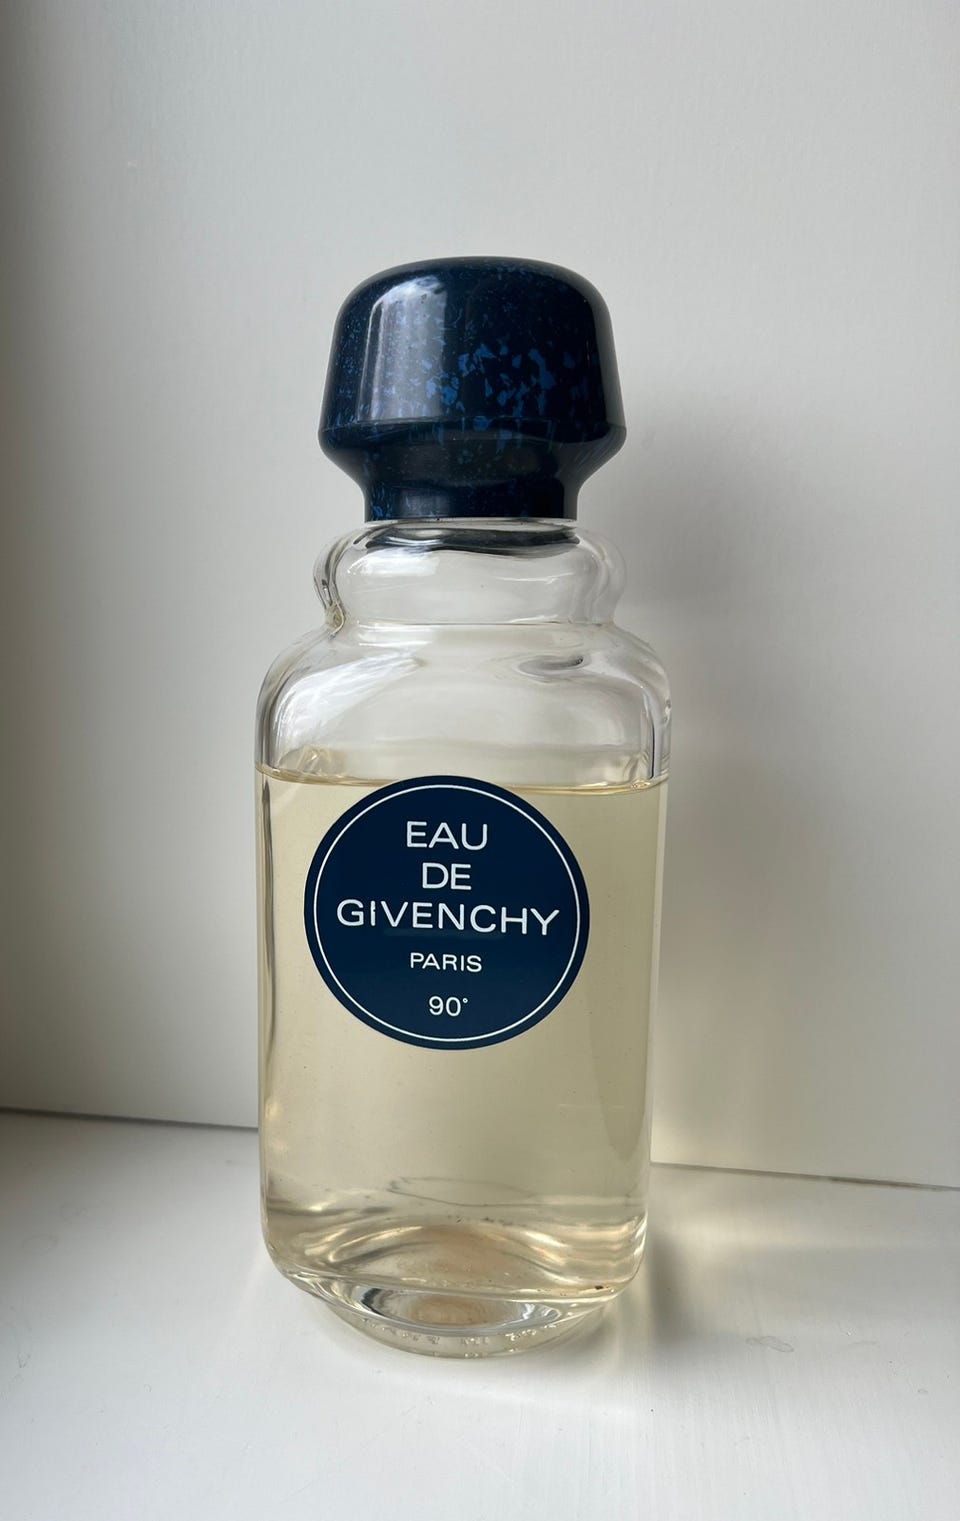 EAU
DE
GIVENCHY
PARIS
90°